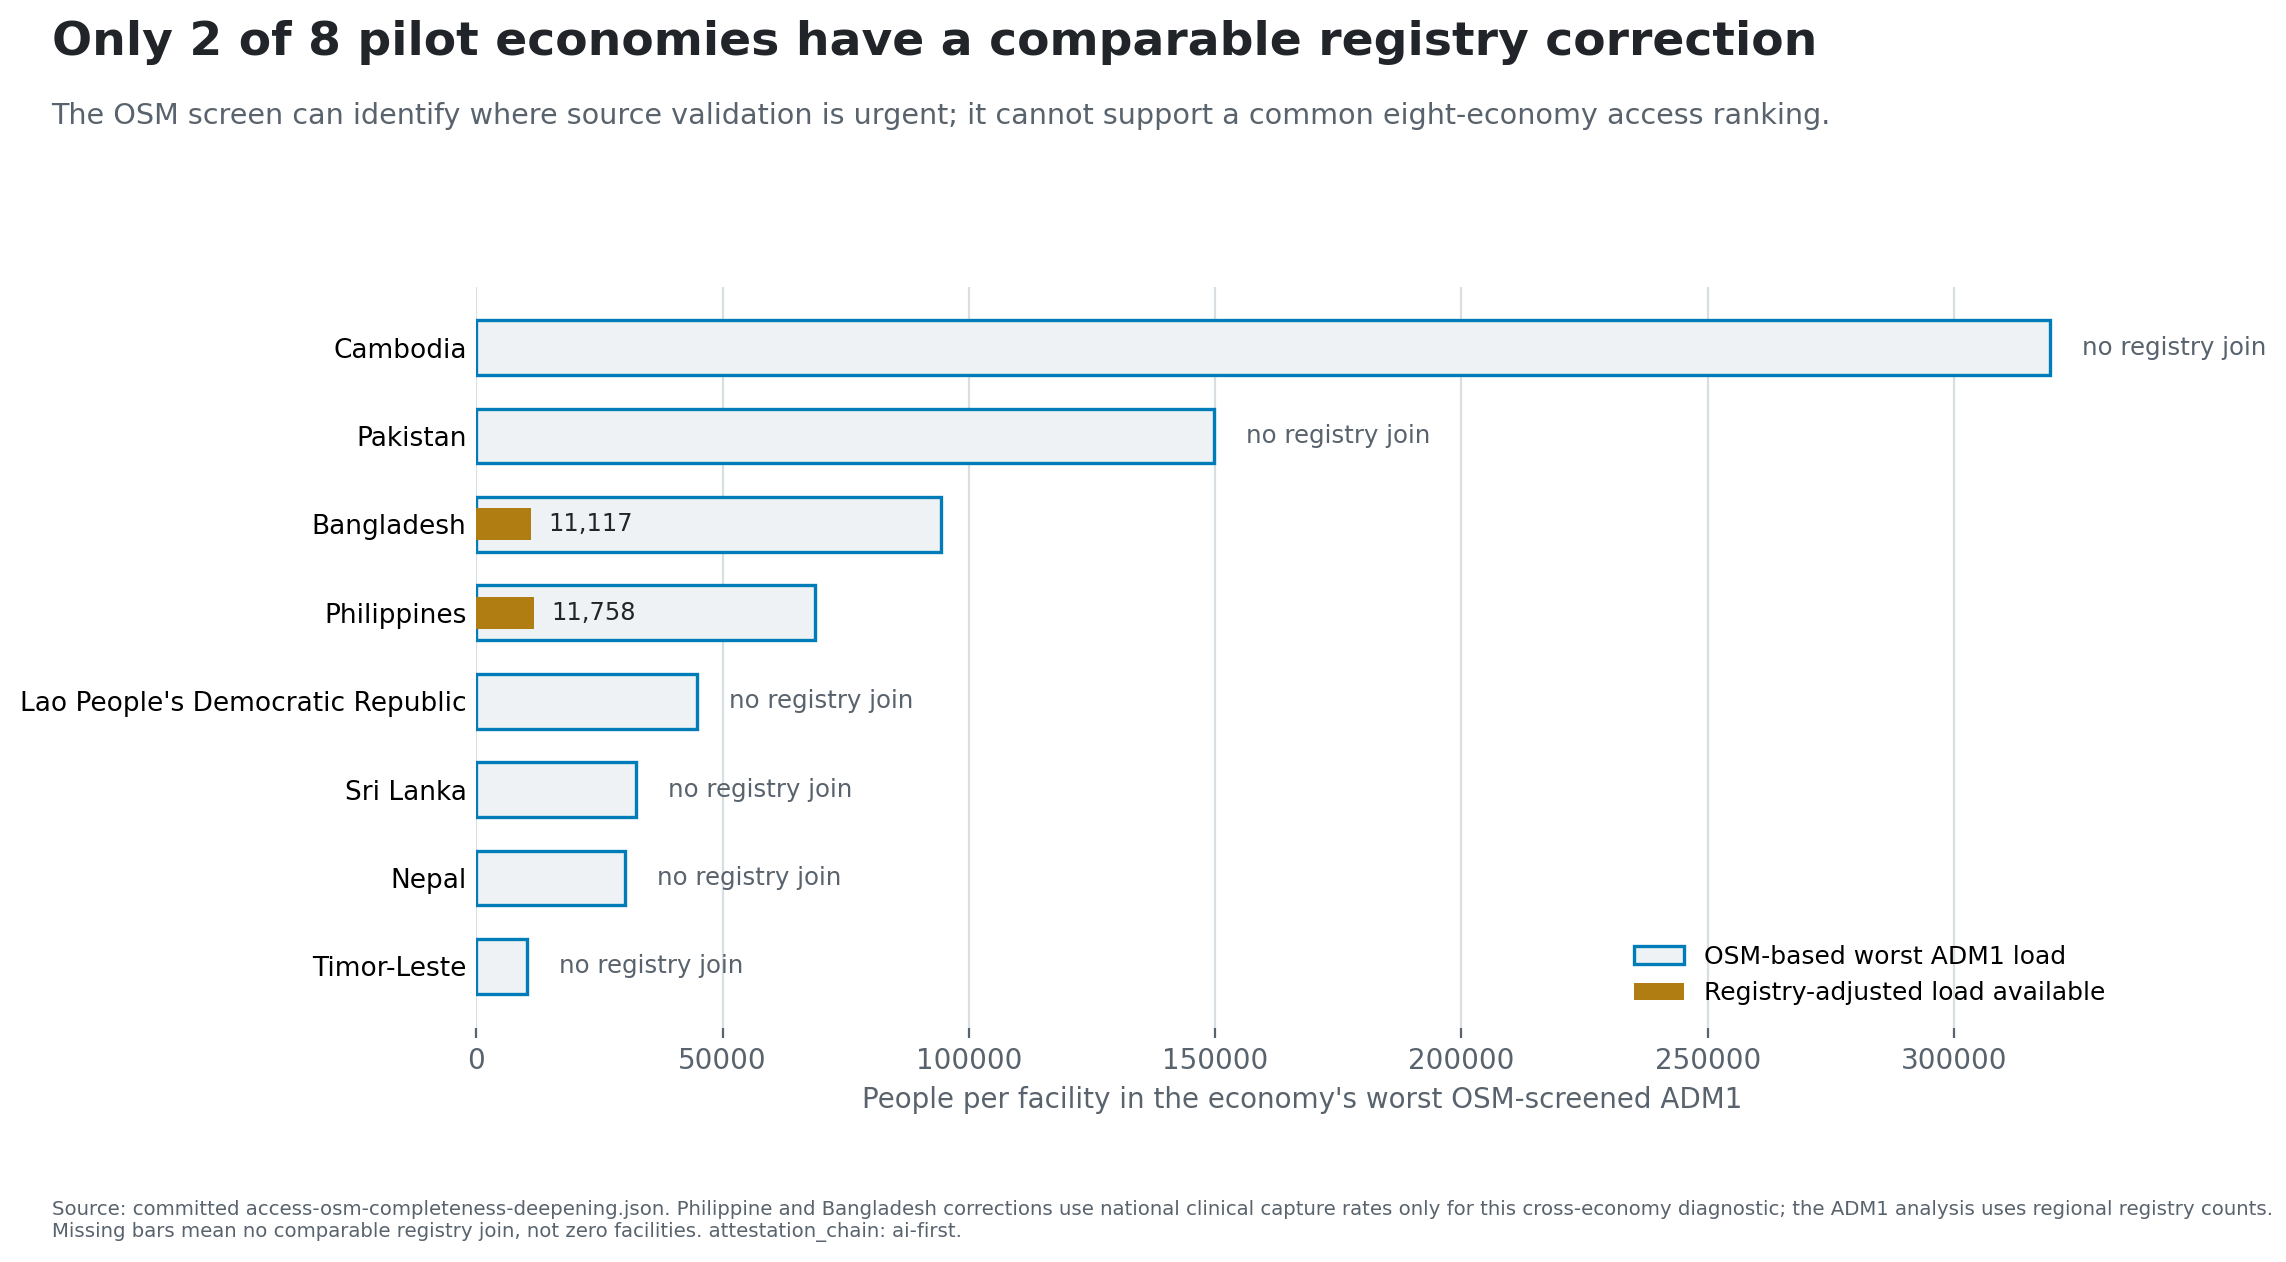 Only 2 of 8 pilot economies have a comparable registry correction
The OSM screen can identify where source validation is urgent; it cannot support a common eight-economy access ranking.
Cambodia
no registry join
Pakistan
no registry join
Bangladesh
11,117
Philippines
11,758
Lao People's Democratic Republic
no registry join
Sri Lanka
no registry join
Nepal
no registry join
Timor-Leste
no registry join
OSM-based worst ADM1 load
Registry-adjusted load available
0 50000 100000 150000 200000 250000 300000
People per facility in the economy's worst OSM-screened ADM1
Source: committed access-osm-completeness-deepening.json. Philippine and Bangladesh corrections use national clinical capture rates only for this cross-economy diagnostic; the ADM1 analysis uses regional registry counts.
Missing bars mean no comparable registry join, not zero facilities. attestation_chain: ai-first.